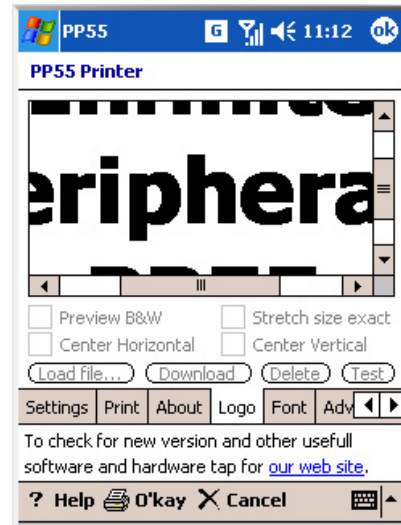 PP55 G 11:12 ok
PP55 Printer
eriphera
Preview B&W Stretch size exact
Center Horizontal Center Vertical
Load file... Download Delete Test
Settings Print About Logo Font Adv
To check for new version and other usefull
software and hardware tap for our web site.
? Help O'kay Cancel